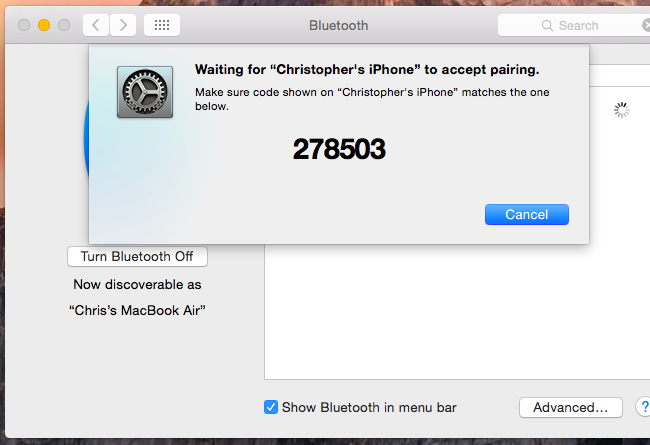 Bluetooth
Search
Waiting for “Christopher's iPhone” to accept pairing.
Make sure code shown on “Christopher's iPhone” matches the one
below.
278503
Cancel
Turn Bluetooth Off
Now discoverable as
“Chris’s MacBook Air”
Show Bluetooth in menu bar
Advanced...
?